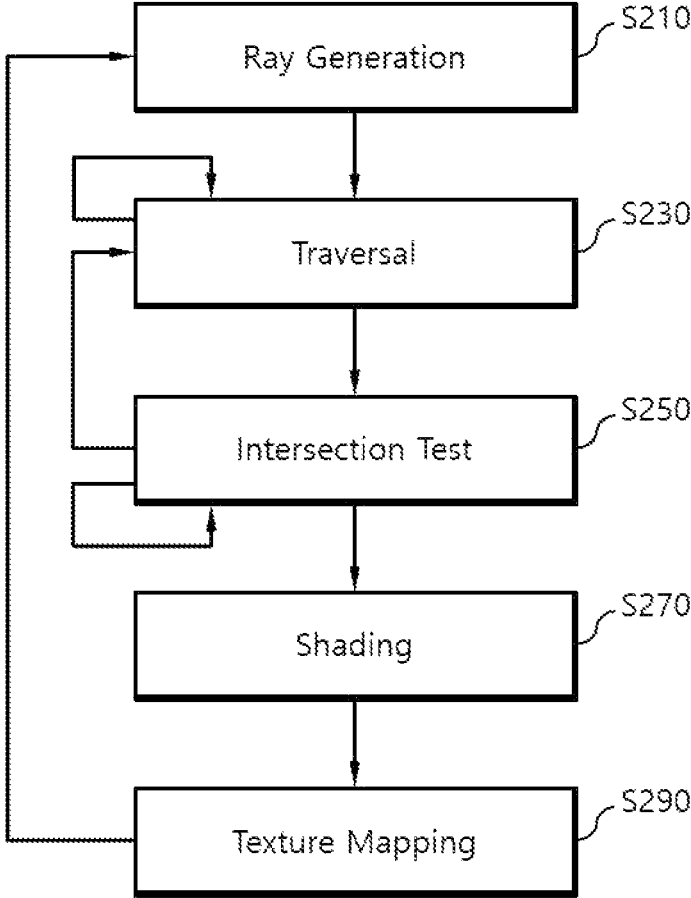 Ray Generation
S210
Traversal
S230
Intersection Test
S250
Shading
S270
Texture Mapping
S290